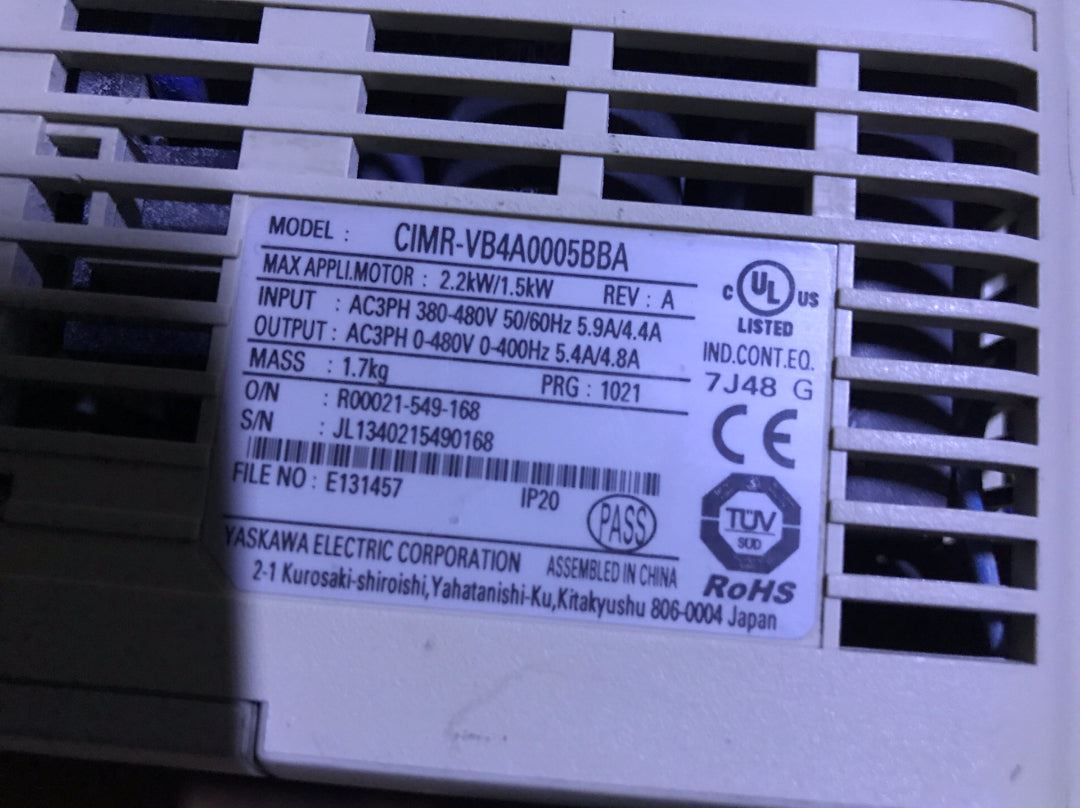 MODEL : CIMR-VB4A0005BBA
MAX APPLI.MOTOR : 2.2kW/1.5kW REV : A
INPUT : AC3PH 380-480V 50/60Hz 5.9A/4.4A
OUTPUT : AC3PH 0-480V 0-400Hz 5.4A/4.8A
MASS : 1.7kg PRG : 1021
O/N : R00021-549-168
S/N : JL1340215490168
FILE NO : E131457 IP20 PASS
YASKAWA ELECTRIC CORPORATION ASSEMBLED IN CHINA
2-1 Kurosaki-shiroishi,Yahatanishi-Ku,Kitakyushu 806-0004 Japan
C UL US
LISTED
IND.CONT.EQ.
7J48 G
CE
TÜV
SÜD
RoHS